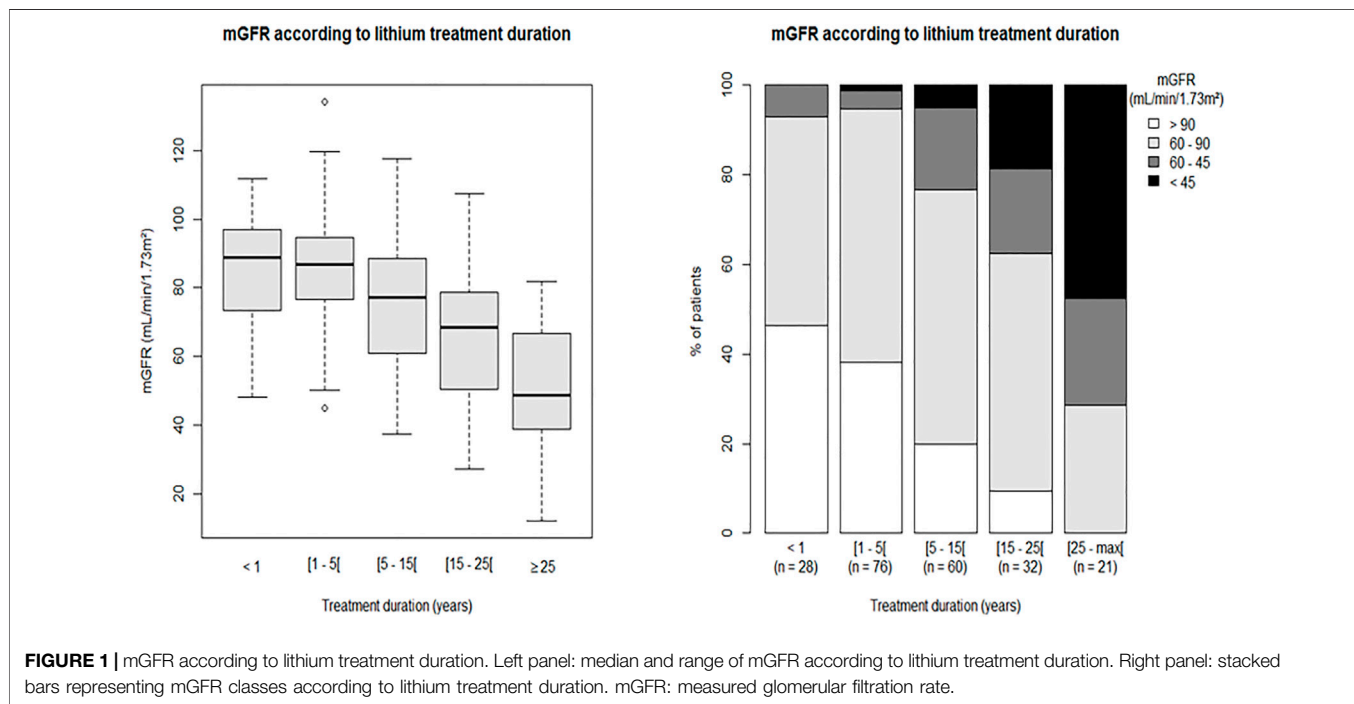 mGFR according to lithium treatment duration
mGFR (mL/min/1.73m²)
120
100
80
60
40
20
< 1
[1 - 5[
[5 - 15[
[15 - 25[
≥ 25
Treatment duration (years)
mGFR according to lithium treatment duration
% of patients
100
80
60
40
20
0
mGFR
(mL/min/1.73m²)
> 90
60 - 90
60 - 45
< 45
< 1
(n = 28)
[1 - 5[
(n = 76)
[5 - 15[
(n = 60)
[15 - 25[
(n = 32)
[25 - max[
(n = 21)
Treatment duration (years)
FIGURE 1 | mGFR according to lithium treatment duration. Left panel: median and range of mGFR according to lithium treatment duration. Right panel: stacked
bars representing mGFR classes according to lithium treatment duration. mGFR: measured glomerular filtration rate.